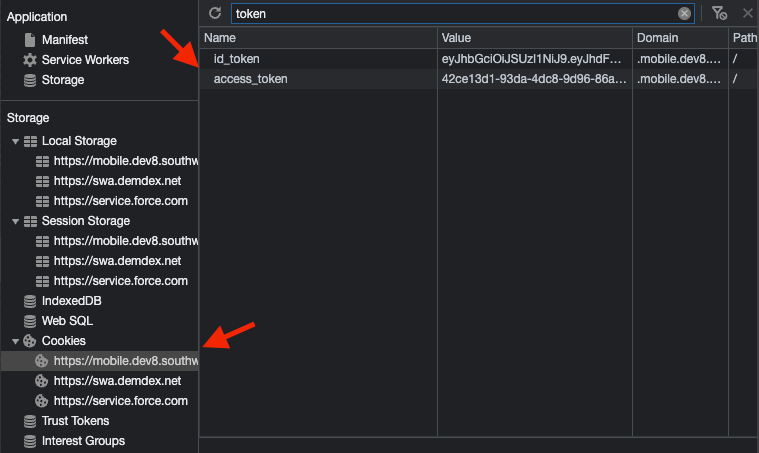 Application
Manifest
Service Workers
Storage
Storage
Local Storage
https://mobile.dev8.southw
https://swa.demdex.net
https://service.force.com
Session Storage
https://mobile.dev8.southw
https://swa.demdex.net
https://service.force.com
IndexedDB
Web SQL
Cookies
https://mobile.dev8.southw
https://swa.demdex.net
https://service.force.com
Trust Tokens
Interest Groups
token
Name Value Domain Path
id_token eyJhbGciOiJSUzI1NiJ9.eyJhdF... .mobile.dev8.... /
access_token 42ce13d1-93da-4dc8-9d96-86a... .mobile.dev8.... /